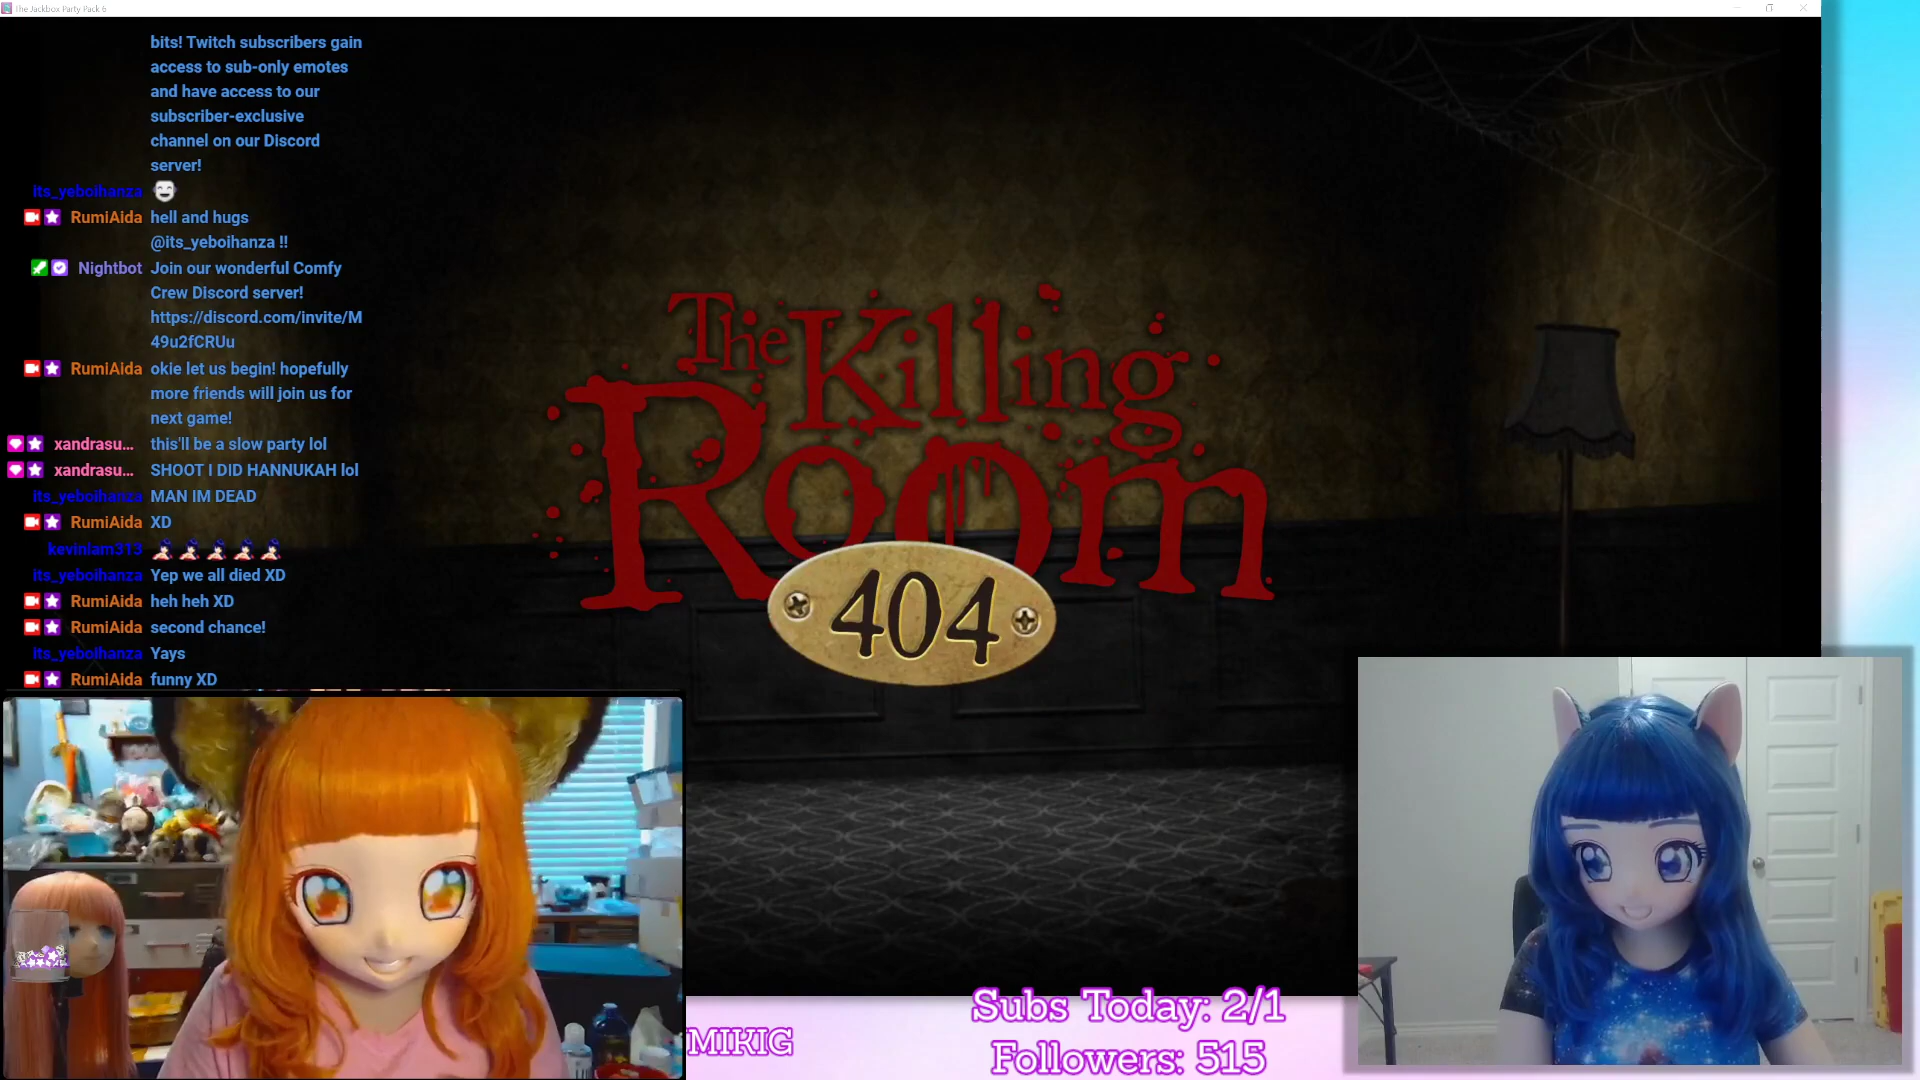 The Jackbox Party Pack 6
bits! Twitch subscribers gain
access to sub-only emotes
and have access to our
subscriber-exclusive
channel on our Discord
server!
its_yeboihanza
RumiAida hell and hugs
@its_yeboihanza !!
Nightbot Join our wonderful Comfy
Crew Discord server!
https://discord.com/invite/M
49u2fCRUu
RumiAida okie let us begin! hopefully
more friends will join us for
next game!
xandrasu... this'll be a slow party lol
xandrasu... SHOOT I DID HANNUKAH lol
its_yeboihanza MAN IM DEAD
RumiAida XD
keviniam313
its_yeboihanza Yep we all died XD
RumiAida heh heh XD
RumiAida second chance!
its_yeboihanza Yays
RumiAida funny XD
The Killing
Room
404
MIKIG
Subs Today: 2/1
Followers: 515